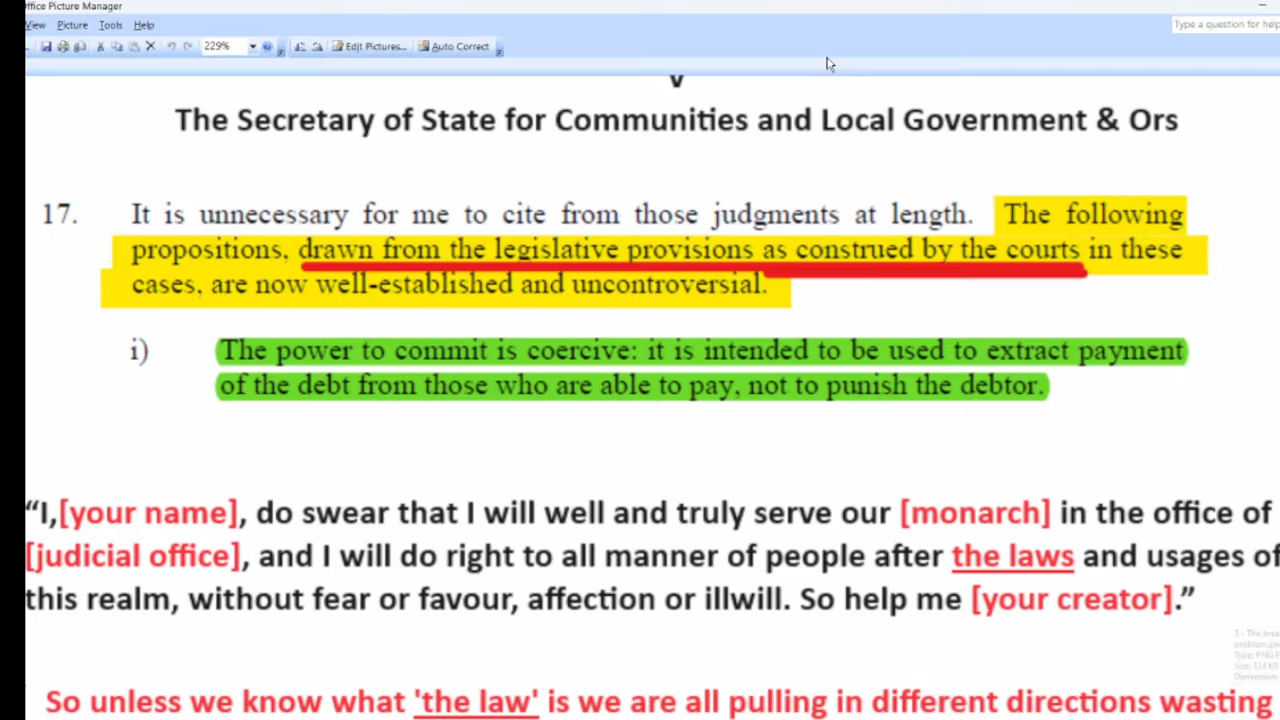 ffice Picture Manager
View Picture Tools Help
Type a question for help
229% Edit Pictures... Auto Correct
v
The Secretary of State for Communities and Local Government & Ors
17. It is unnecessary for me to cite from those judgments at length. The following
propositions, drawn from the legislative provisions as construed by the courts in these
cases, are now well-established and uncontroversial.
i) The power to commit is coercive: it is intended to be used to extract payment
of the debt from those who are able to pay, not to punish the debtor.
“I,[your name], do swear that I will well and truly serve our [monarch] in the office of
[judicial office], and I will do right to all manner of people after the laws and usages of
this realm, without fear or favour, affection or illwill. So help me [your creator].”
So unless we know what 'the law' is we are all pulling in different directions wasting